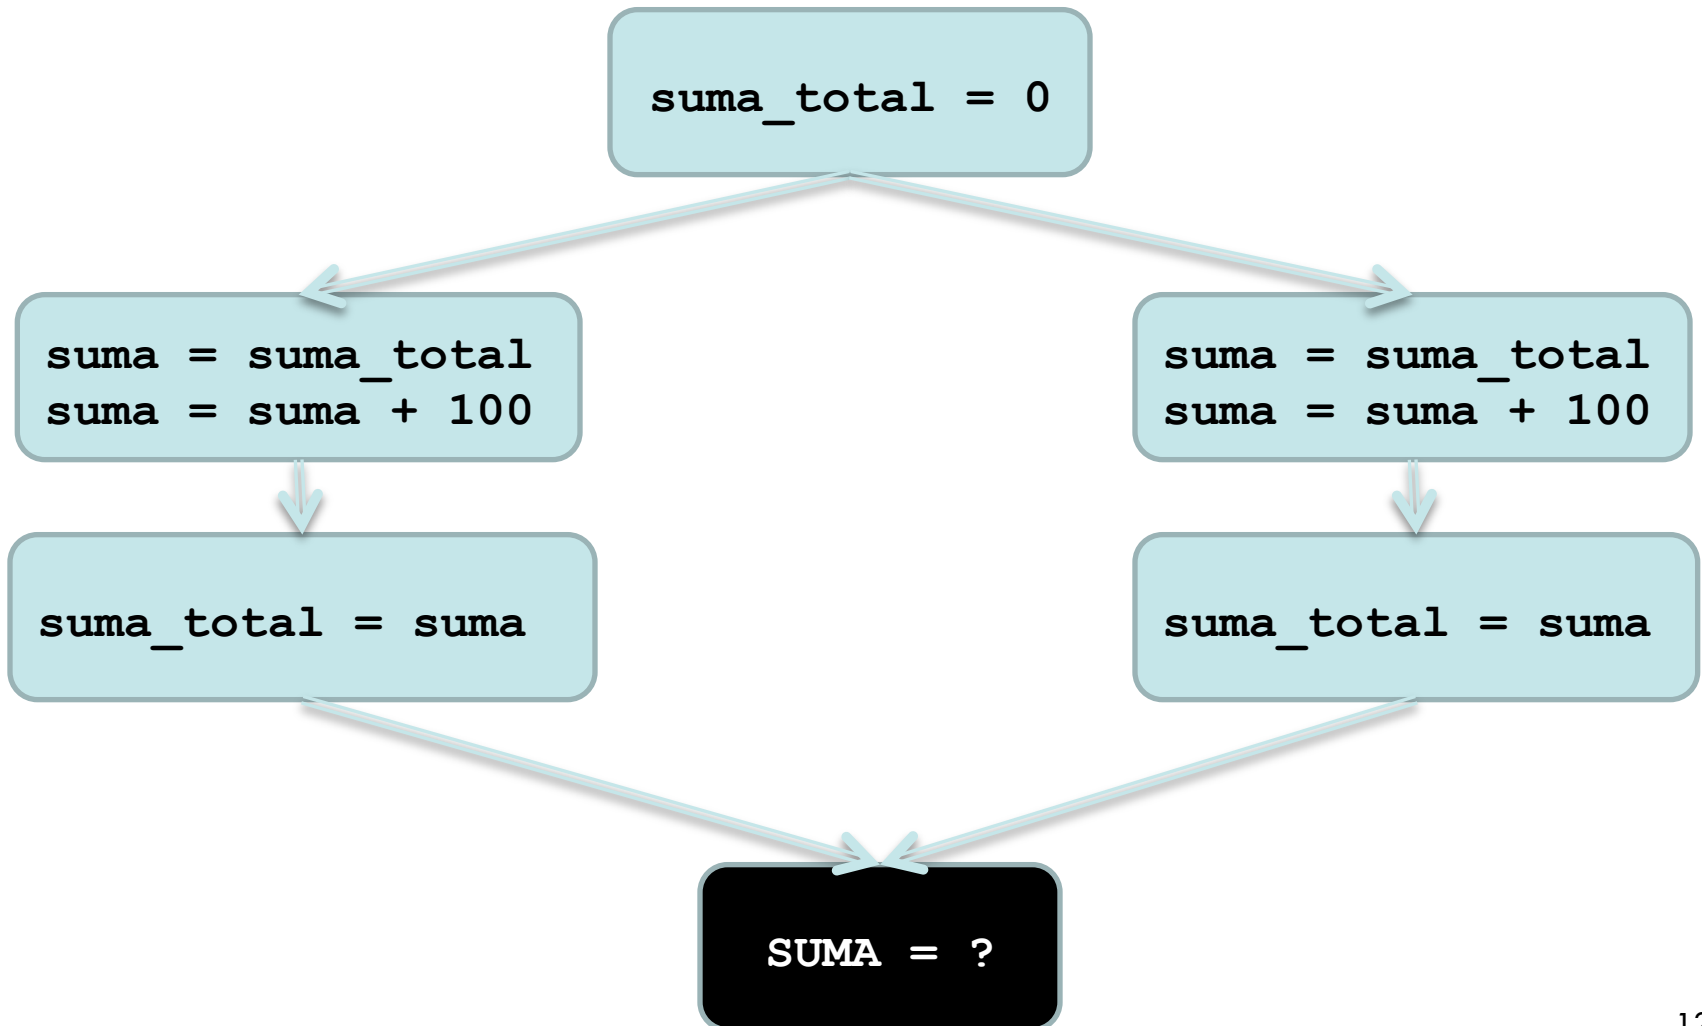 suma_total = 0
suma = suma_total
suma = suma + 100
suma = suma_total
suma = suma + 100
suma_total = suma
suma_total = suma
SUMA = ?